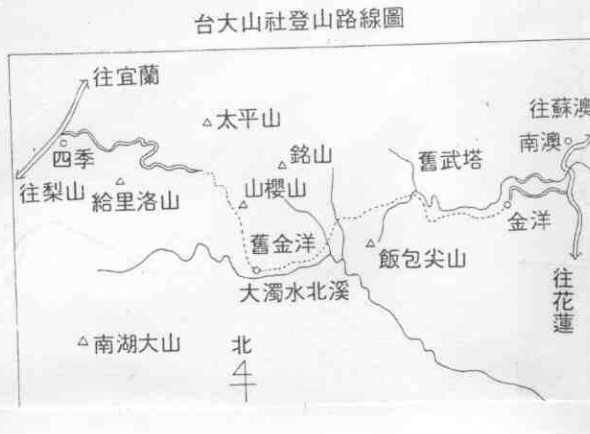 台大山社登山路線圖
往宜蘭
太平山
往蘇澳
南澳
四季
銘山
舊武塔
往梨山
給里洛山
山櫻山
金洋
舊金洋
飯包尖山
大濁水北溪
往花蓮
南湖大山
北